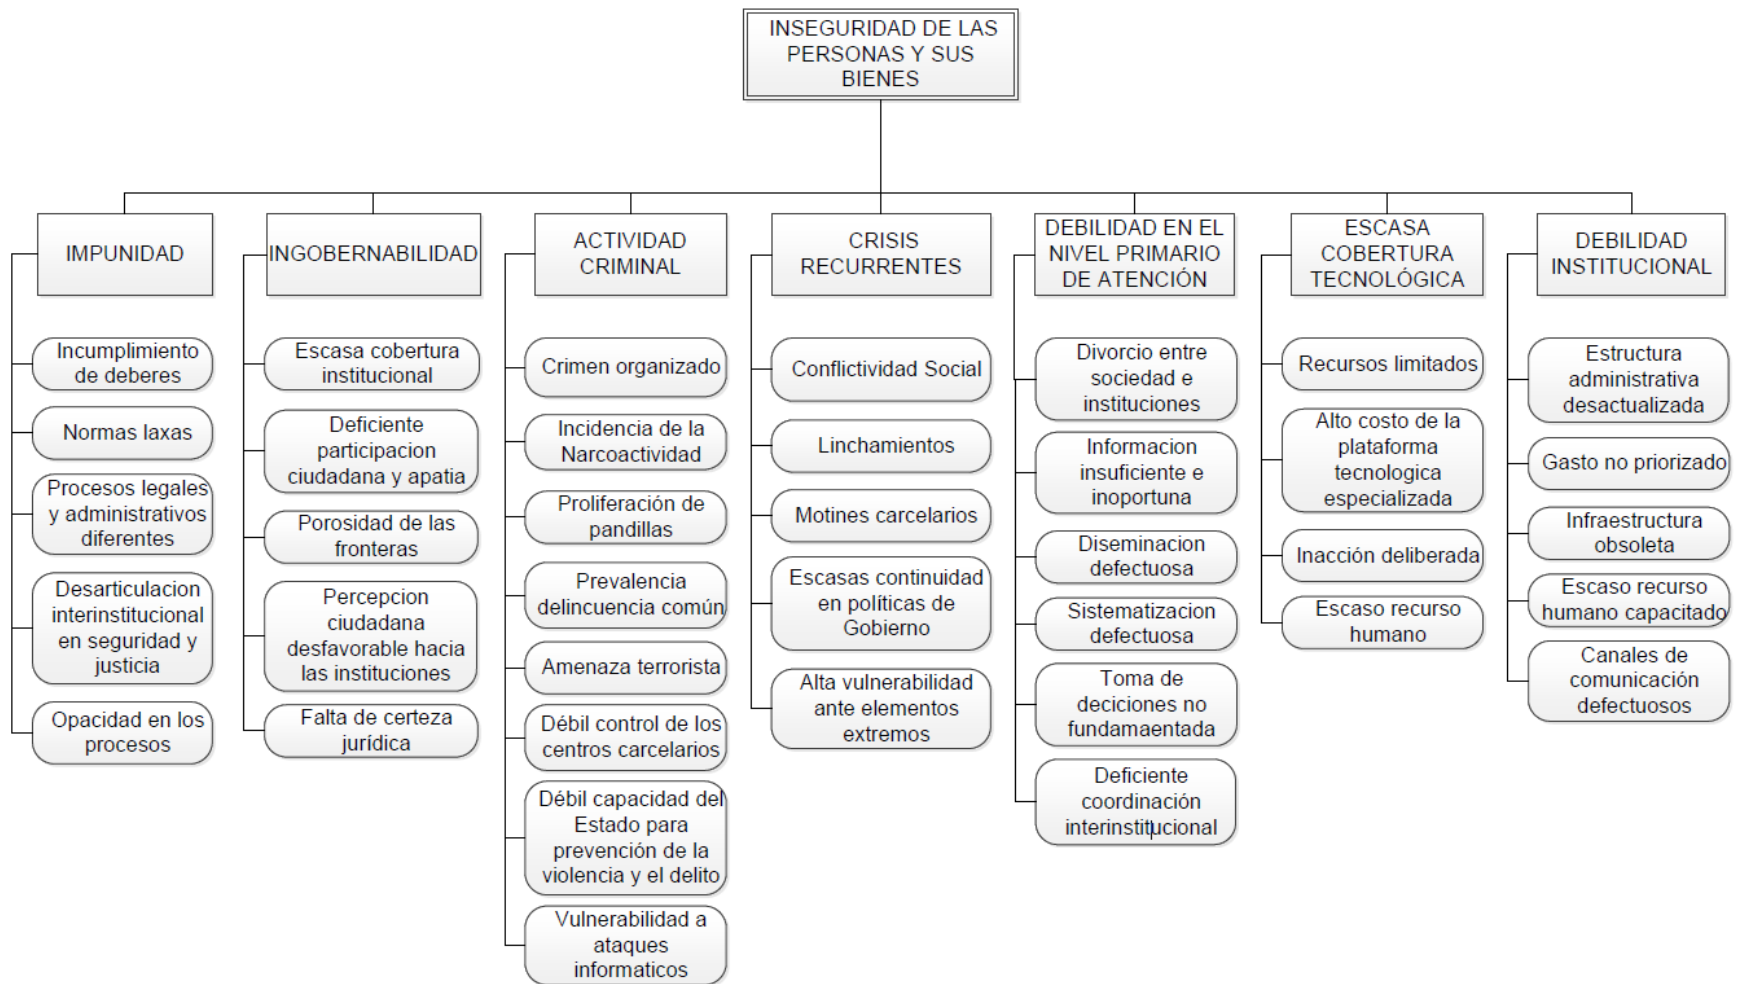 INSEGURIDAD DE LAS
PERSONAS Y SUS
BIENES
IMPUNIDAD
Incumplimiento
de deberes
Normas laxas
Procesos legales
y administrativos
diferentes
Desarticulacion
interinstitucional
en seguridad y
justicia
Opacidad en los
procesos
INGOBERNABILIDAD
Escasa cobertura
institucional
Deficiente
participacion
ciudadana y apatia
Porosidad de las
fronteras
Percepcion
ciudadana
desfavorable hacia
las instituciones
Falta de certeza
jurídica
ACTIVIDAD
CRIMINAL
Crimen organizado
Incidencia de la
Narcoactividad
Proliferación de
pandillas
Prevalencia
delincuencia común
Amenaza terrorista
Débil control de los
centros carcelarios
Débil capacidad del
Estado para
prevención de la
violencia y el delito
Vulnerabilidad a
ataques
informaticos
CRISIS
RECURRENTES
Conflictividad Social
Linchamientos
Motines carcelarios
Escasas continuidad
en políticas de
Gobierno
Alta vulnerabilidad
ante elementos
extremos
DEBILIDAD EN EL
NIVEL PRIMARIO
DE ATENCIÓN
Divorcio entre
sociedad e
instituciones
Informacion
insuficiente e
inoportuna
Diseminacion
defectuosa
Sistematizacion
defectuosa
Toma de
deciciones no
fundamaentada
Deficiente
coordinación
interinstitucional
ESCASA
COBERTURA
TECNOLÓGICA
Recursos limitados
Alto costo de la
plataforma
tecnologica
especializada
Inacción deliberada
Escaso recurso
humano
DEBILIDAD
INSTITUCIONAL
Estructura
administrativa
desactualizada
Gasto no priorizado
Infraestructura
obsoleta
Escaso recurso
humano capacitado
Canales de
comunicación
defectuosos